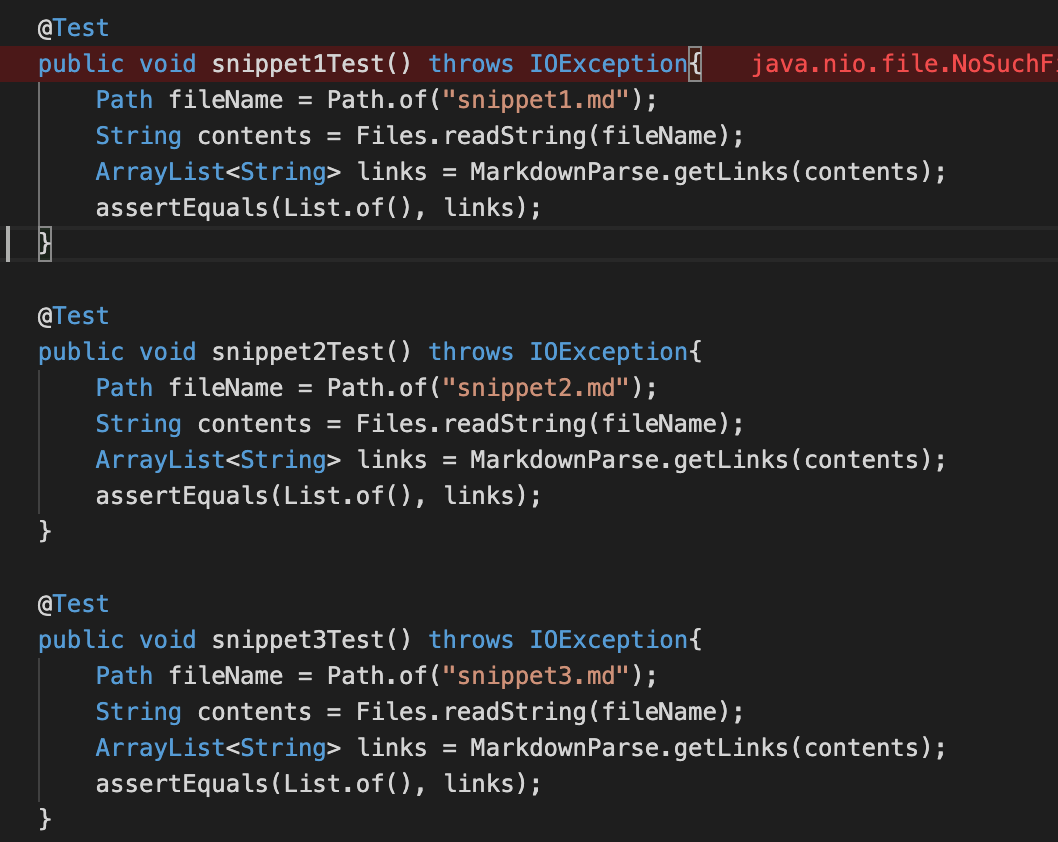 @Test
public void snippet1Test() throws IOException{ java.nio.file.NoSuchF
Path fileName = Path.of("snippet1.md");
String contents = Files.readString(fileName);
ArrayList<String> links = MarkdownParse.getLinks(contents);
assertEquals(List.of(), links);
}
@Test
public void snippet2Test() throws IOException{
Path fileName = Path.of("snippet2.md");
String contents = Files.readString(fileName);
ArrayList<String> links = MarkdownParse.getLinks(contents);
assertEquals(List.of(), links);
}
@Test
public void snippet3Test() throws IOException{
Path fileName = Path.of("snippet3.md");
String contents = Files.readString(fileName);
ArrayList<String> links = MarkdownParse.getLinks(contents);
assertEquals(List.of(), links);
}